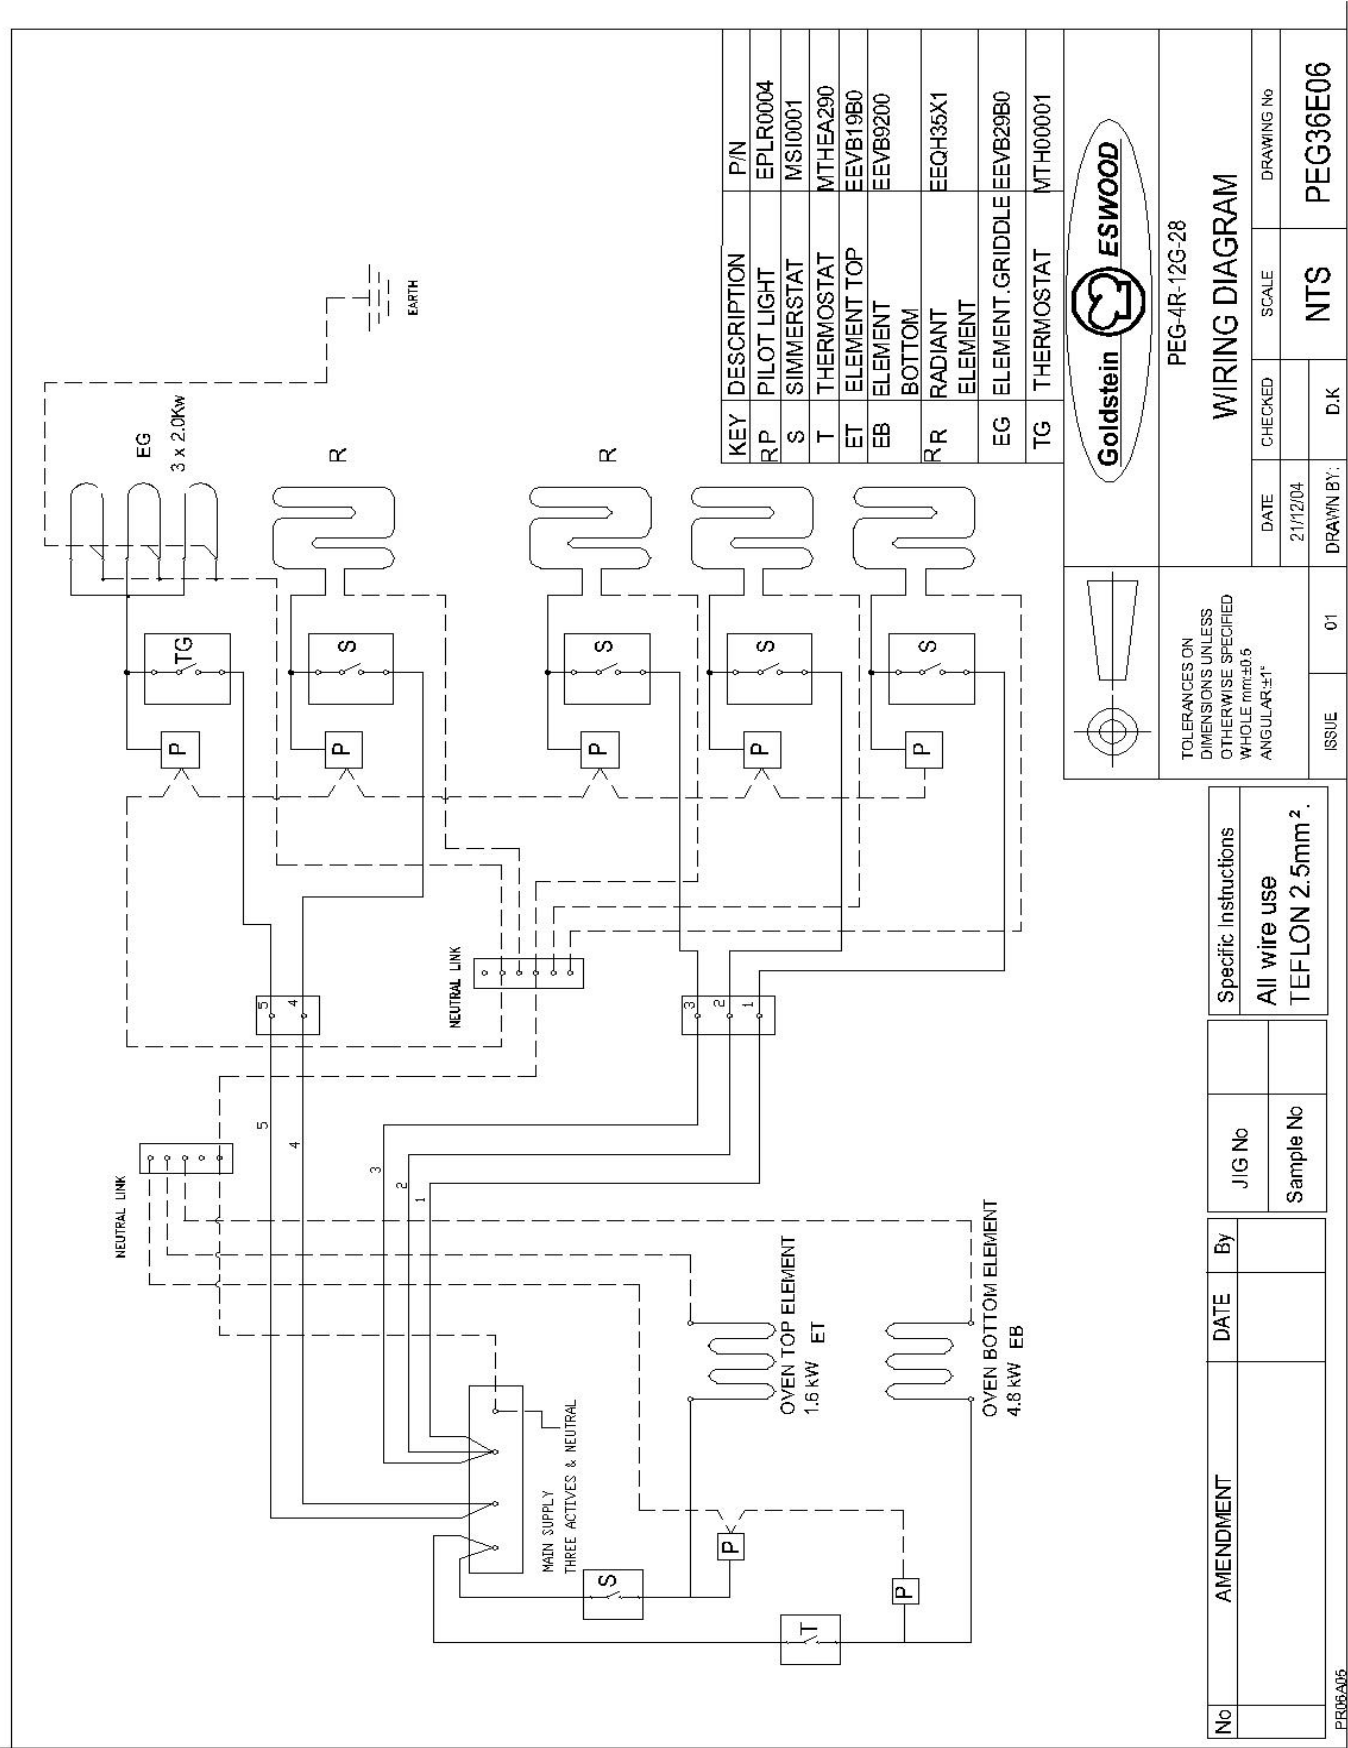 EARTH
EG
3 x 2.0Kw
R
R
TG
S
S
S
S
P
P
P
P
P
NEUTRAL LINK
5
4
3
2
1
5
4
3
2
1
NEUTRAL LINK
MAIN SUPPLY
THREE ACTIVES & NEUTRAL
S
T
P
P
OVEN TOP ELEMENT
1.6 kW ET
OVEN BOTTOM ELEMENT
4.8 kW EB
KEY DESCRIPTION P/N
RP PILOT LIGHT EPLR0004
S SIMMERSTAT MSI0001
T THERMOSTAT MTHEA290
ET ELEMENT TOP EEVB19B0
EB ELEMENT BOTTOM EEVB9200
RR RADIANT ELEMENT EEQH35X1
EG ELEMENT.GRIDDLE EEVB29B0
TG THERMOSTAT MTH00001
Goldstein ESWOOD
PEG-4R-12G-28
WIRING DIAGRAM
DATE CHECKED SCALE DRAWING No
21/12/04 NTS PEG36E06
DRAWN BY: D.K
TOLERANCES ON
DIMENSIONS UNLESS
OTHERWISE SPECIFIED
WHOLE mm:±0.5
ANGULAR:±1°
ISSUE 01
Specific Instructions
All wire use
TEFLON 2.5mm².
JIG No
Sample No
No AMENDMENT DATE By
PR06A05